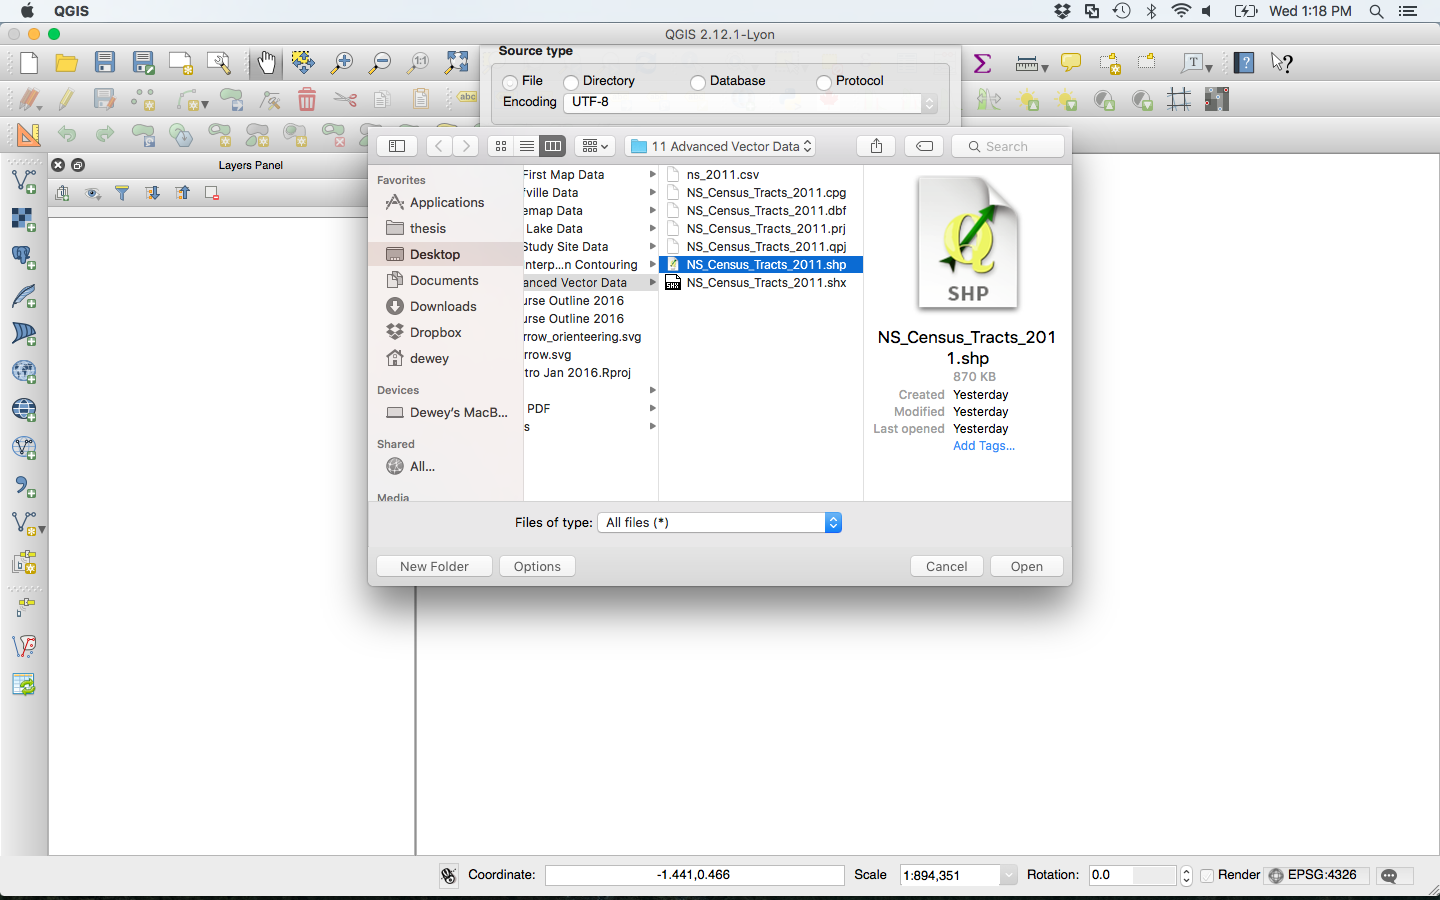 QGIS
Wed 1:18 PM
QGIS 2.12.1-Lyon
Source type
File
Directory
Database
Protocol
Encoding
UTF-8
1:1
T
?
abc
Layers Panel
11 Advanced Vector Data
Search
Favorites
Applications
thesis
Desktop
Documents
Downloads
Dropbox
dewey
Devices
Dewey's MacB...
Shared
All...
Media
First Map Data
ville Data
emap Data
Lake Data
Study Site Data
nterp...n Contouring
anced Vector Data
urse Outline 2016
urse Outline 2016
rrow_orienteering.svg
rrow.svg
tro Jan 2016.Rproj
PDF
s
ns_2011.csv
NS_Census_Tracts_2011.cpg
NS_Census_Tracts_2011.dbf
NS_Census_Tracts_2011.prj
NS_Census_Tracts_2011.qpj
NS_Census_Tracts_2011.shp
SHX
NS_Census_Tracts_2011.shx
SHP
NS_Census_Tracts_201
1.shp
870 KB
Created Yesterday
Modified Yesterday
Last opened Yesterday
Add Tags...
Files of type: All files (*)
New Folder
Options
Cancel
Open
Coordinate: -1.441,0.466
Scale 1:894,351
Rotation: 0.0
Render
EPSG:4326